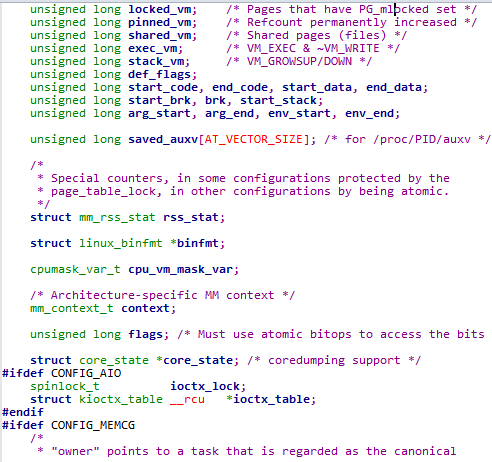 unsigned long locked_vm;	/* Pages that have PG_mlocked set */
unsigned long pinned_vm;	/* Refcount permanently increased */
unsigned long shared_vm;	/* Shared pages (files) */
unsigned long exec_vm;	/* VM_EXEC & ~VM_WRITE */
unsigned long stack_vm;	/* VM_GROWSUP/DOWN */
unsigned long def_flags;
unsigned long start_code, end_code, start_data, end_data;
unsigned long start_brk, brk, start_stack;
unsigned long arg_start, arg_end, env_start, env_end;
unsigned long saved_auxv[AT_VECTOR_SIZE]; /* for /proc/PID/auxv */
/*
 * Special counters, in some configurations protected by the
 * page_table_lock, in other configurations by being atomic.
 */
struct mm_rss_stat rss_stat;
struct linux_binfmt *binfmt;
cpumask_var_t cpu_vm_mask_var;
/* Architecture-specific MM context */
mm_context_t context;
unsigned long flags; /* Must use atomic bitops to access the bits
struct core_state *core_state; /* coredumping support */
#ifdef CONFIG_AIO
spinlock_t	ioctx_lock;
struct kioctx_table __rcu	*ioctx_table;
#endif
#ifdef CONFIG_MEMCG
/*
 * "owner" points to a task that is regarded as the canonical